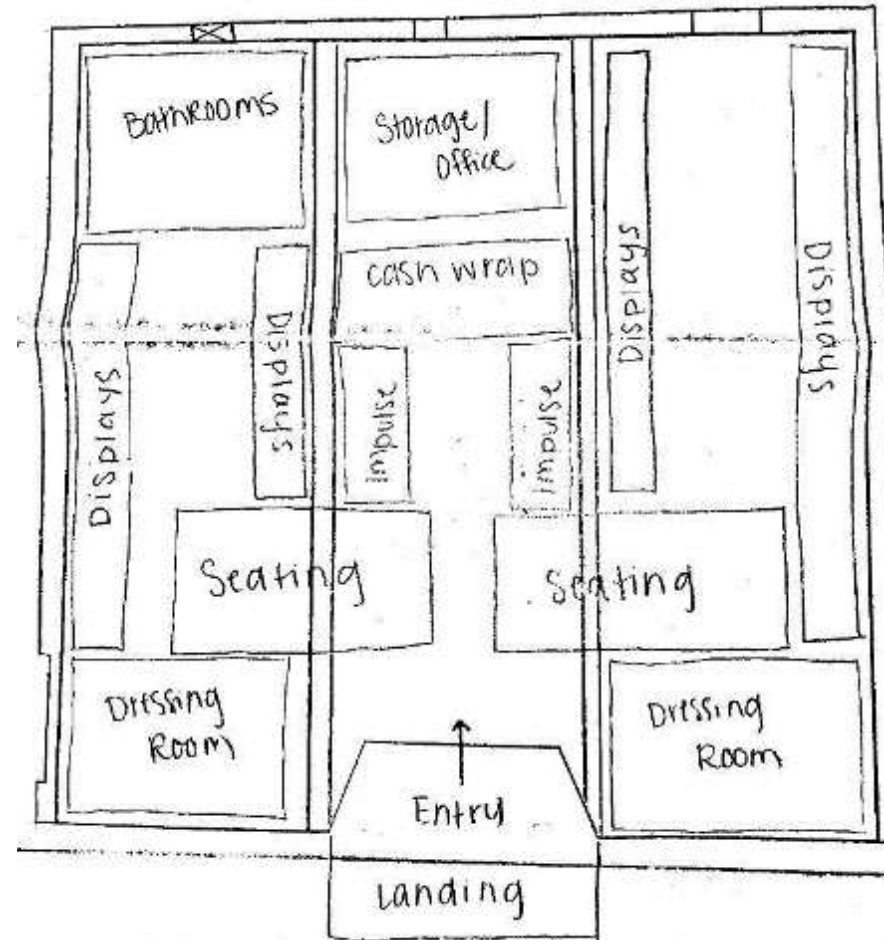 BathRooms
Storage/
Office
cash wrap
Displays
Displays
Displays
Displays
Impulse
Impulse
Seating
Seating
Dressing
Room
Dressing
Room
Entry
Landing